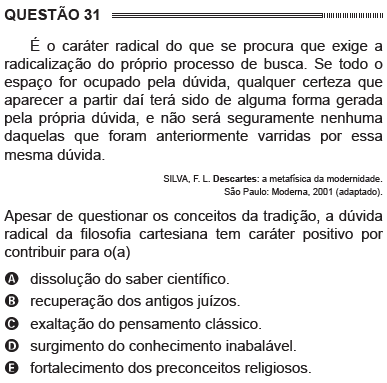 QUESTÃO 31
É o caráter radical do que se procura que exige a
radicalização do próprio processo de busca. Se todo o
espaço for ocupado pela dúvida, qualquer certeza que
aparecer a partir daí terá sido de alguma forma gerada
pela própria dúvida, e não será seguramente nenhuma
daquelas que foram anteriormente varridas por essa
mesma dúvida.
SILVA, F. L. Descartes: a metafísica da modernidade.
São Paulo: Moderna, 2001 (adaptado).
Apesar de questionar os conceitos da tradição, a dúvida
radical da filosofia cartesiana tem caráter positivo por
contribuir para o(a)
A dissolução do saber científico.
B recuperação dos antigos juízos.
C exaltação do pensamento clássico.
D surgimento do conhecimento inabalável.
E fortalecimento dos preconceitos religiosos.